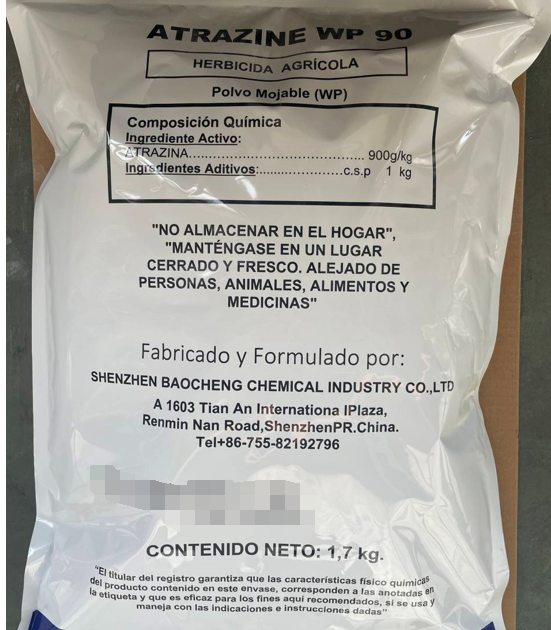 ATRAZINE WP 90
HERBICIDA AGRÍCOLA
Polvo Mojable (WP)
Composición Química
Ingrediente Activo:
ATRAZINA................................................ 900g/kg
Ingredientes Aditivos:.......................c.s.p 1 kg
"NO ALMACENAR EN EL HOGAR",
"MANTÉNGASE EN UN LUGAR
CERRADO Y FRESCO. ALEJADO DE
PERSONAS, ANIMALES, ALIMENTOS Y
MEDICINAS"
Fabricado y Formulado por:
SHENZHEN BAOCHENG CHEMICAL INDUSTRY CO.,LTD
A 1603 Tian An Internationa lPlaza,
Renmin Nan Road,ShenzhenPR.China.
Tel+86-755-82192796
CONTENIDO NETO: 1,7 kg.
"El titular del registro garantiza que las características físico químicas
del producto contenido en este envase, corresponden a las anotadas en
la etiqueta y que es eficaz para los fines aquí recomendados, si se usa y
maneja con las indicaciones e instrucciones dadas"